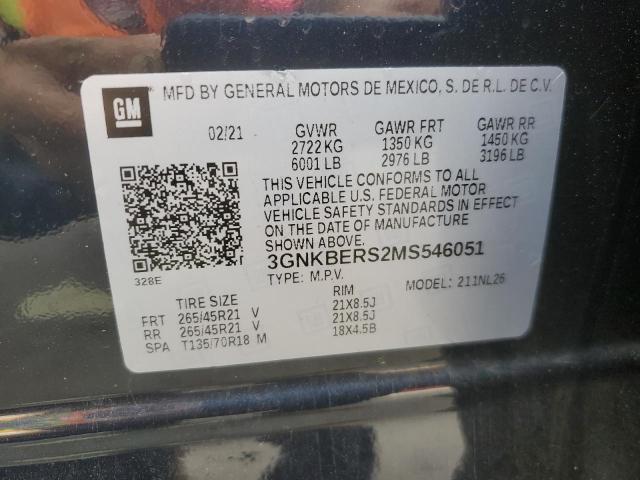 GM
MFD BY GENERAL MOTORS DE MEXICO, S. DE R.L. DE C.V.
02/21 GVWR GAWR FRT GAWR RR
2722 KG 1350 KG 1450 KG
6001 LB 2976 LB 3196 LB
THIS VEHICLE CONFORMS TO ALL
APPLICABLE U.S. FEDERAL MOTOR
VEHICLE SAFETY STANDARDS IN EFFECT
ON THE DATE OF MANUFACTURE
SHOWN ABOVE.
3GNKBERS2MS546051
328E
TYPE: M.P.V. MODEL: 211NL26
TIRE SIZE RIM
FRT 265/45R21 V 21X8.5J
RR 265/45R21 V 21X8.5J
SPA T135/70R18 M 18X4.5B